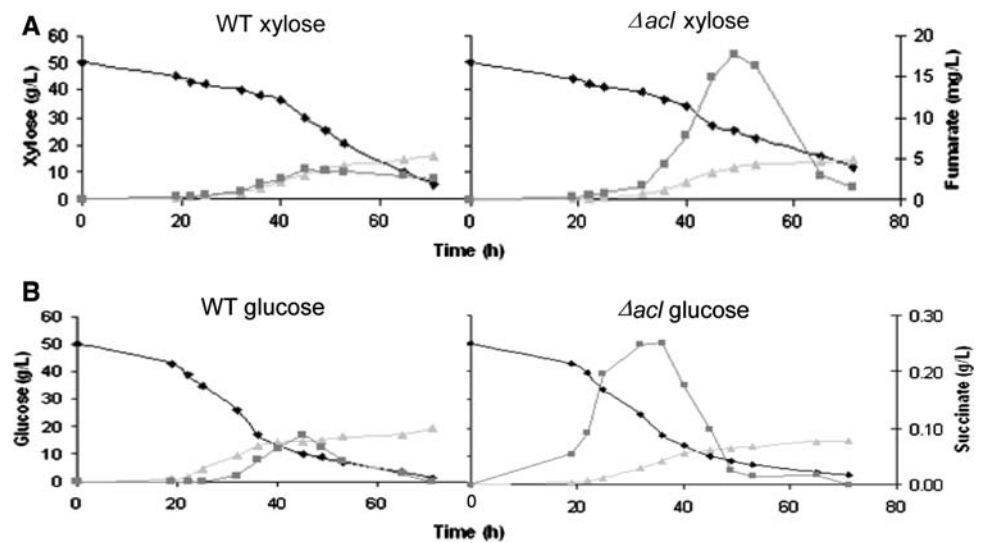 A WT xylose Δacl xylose
60 20
50
40 15
30 10
20
10 5
0 0
Xylose (g/L)
Fumarate (mg/L)
0 20 40 60 0 20 40 60 80
Time (h)
B WT glucose Δacl glucose
60 0.30
50
40 0.20
30
20 0.10
10
0 0.00
Glucose (g/L)
Succinate (g/L)
0 20 40 60 0 20 40 60 80
Time (h)